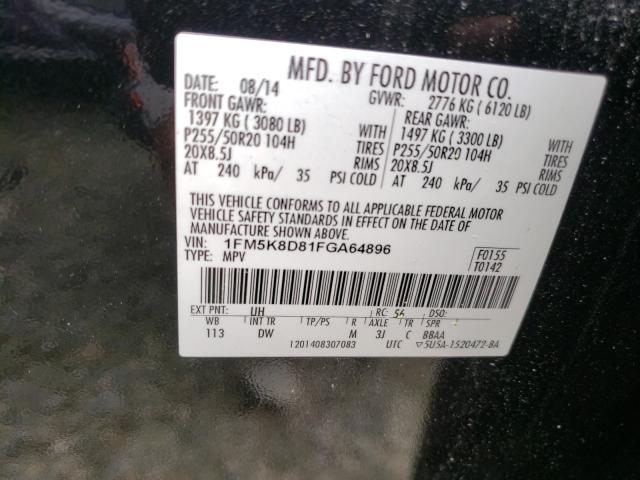 MFD. BY FORD MOTOR CO.
DATE: 08/14 GVWR: 2776 KG (6120 LB)
FRONT GAWR: REAR GAWR:
1397 KG (3080 LB) WITH 1497 KG (3300 LB) WITH
P255/50R20 104H TIRES P255/50R20 104H TIRES
20X8.5J RIMS 20X8.5J RIMS
AT 240 kPa/ 35 PSI COLD AT 240 kPa/ 35 PSI COLD
THIS VEHICLE CONFORMS TO ALL APPLICABLE FEDERAL MOTOR
VEHICLE SAFETY STANDARDS IN EFFECT ON THE DATE OF
MANUFACTURE SHOWN ABOVE.
VIN: 1FM5K8D81FGA64896 F0155
TYPE: MPV T0142
EXT PNT: UH RC: 56 DSO:
WB INT TR TP/PS R AXLE TR SPR
113 DW M 3J C BBAA
1201408307083 UTC 5U5A-1520472-BA